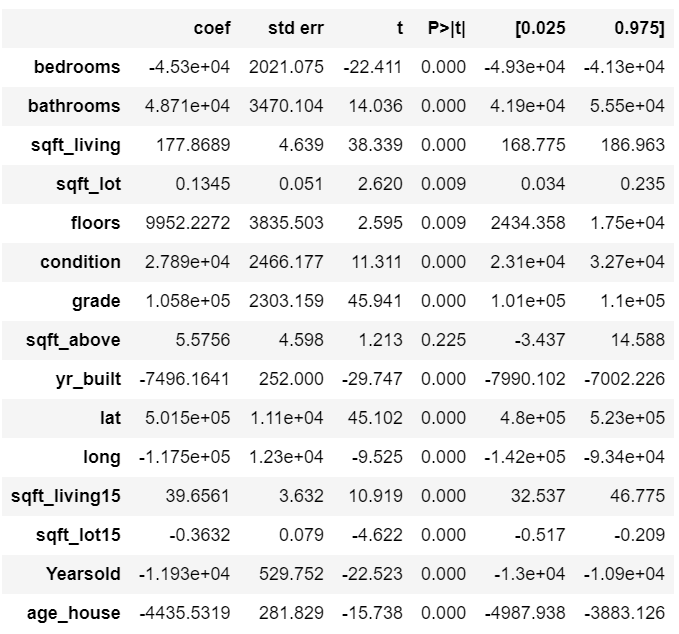 coef std err t P>|t| [0.025 0.975]
bedrooms -4.53e+04 2021.075 -22.411 0.000 -4.93e+04 -4.13e+04
bathrooms 4.871e+04 3470.104 14.036 0.000 4.19e+04 5.55e+04
sqft_living 177.8689 4.639 38.339 0.000 168.775 186.963
sqft_lot 0.1345 0.051 2.620 0.009 0.034 0.235
floors 9952.2272 3835.503 2.595 0.009 2434.358 1.75e+04
condition 2.789e+04 2466.177 11.311 0.000 2.31e+04 3.27e+04
grade 1.058e+05 2303.159 45.941 0.000 1.01e+05 1.1e+05
sqft_above 5.5756 4.598 1.213 0.225 -3.437 14.588
yr_built -7496.1641 252.000 -29.747 0.000 -7990.102 -7002.226
lat 5.015e+05 1.11e+04 45.102 0.000 4.8e+05 5.23e+05
long -1.175e+05 1.23e+04 -9.525 0.000 -1.42e+05 -9.34e+04
sqft_living15 39.6561 3.632 10.919 0.000 32.537 46.775
sqft_lot15 -0.3632 0.079 -4.622 0.000 -0.517 -0.209
Yearsold -1.193e+04 529.752 -22.523 0.000 -1.3e+04 -1.09e+04
age_house -4435.5319 281.829 -15.738 0.000 -4987.938 -3883.126